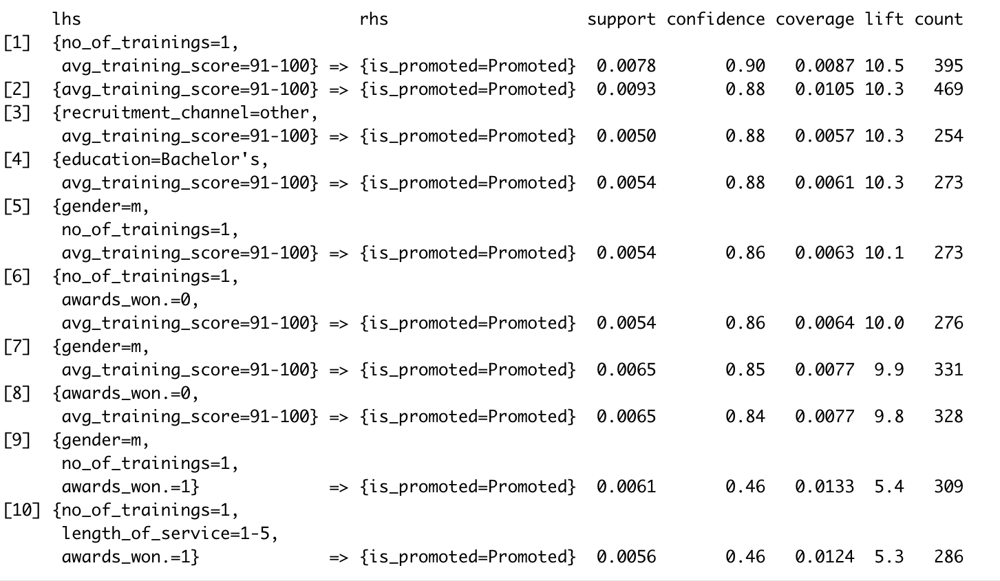 lhs rhs support confidence coverage lift count
[1] {no_of_trainings=1,
avg_training_score=91-100} => {is_promoted=Promoted} 0.0078 0.90 0.0087 10.5 395
[2] {avg_training_score=91-100} => {is_promoted=Promoted} 0.0093 0.88 0.0105 10.3 469
[3] {recruitment_channel=other,
avg_training_score=91-100} => {is_promoted=Promoted} 0.0050 0.88 0.0057 10.3 254
[4] {education=Bachelor's,
avg_training_score=91-100} => {is_promoted=Promoted} 0.0054 0.88 0.0061 10.3 273
[5] {gender=m,
no_of_trainings=1,
avg_training_score=91-100} => {is_promoted=Promoted} 0.0054 0.86 0.0063 10.1 273
[6] {no_of_trainings=1,
awards_won.=0,
avg_training_score=91-100} => {is_promoted=Promoted} 0.0054 0.86 0.0064 10.0 276
[7] {gender=m,
avg_training_score=91-100} => {is_promoted=Promoted} 0.0065 0.85 0.0077 9.9 331
[8] {awards_won.=0,
avg_training_score=91-100} => {is_promoted=Promoted} 0.0065 0.84 0.0077 9.8 328
[9] {gender=m,
no_of_trainings=1,
awards_won.=1} => {is_promoted=Promoted} 0.0061 0.46 0.0133 5.4 309
[10] {no_of_trainings=1,
length_of_service=1-5,
awards_won.=1} => {is_promoted=Promoted} 0.0056 0.46 0.0124 5.3 286